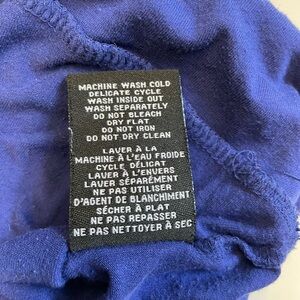 MACHINE WASH COLD
DELICATE CYCLE
WASH INSIDE OUT
WASH SEPARATELY
DO NOT BLEACH
DRY FLAT
DO NOT IRON
DO NOT DRY CLEAN
LAVER À LA
MACHINE À L'EAU FROIDE
CYCLE DÉLICAT
LAVER À L'ENVERS
LAVER SÉPARÉMENT
NE PAS UTILISER
D'AGENT DE BLANCHIMENT
SÉCHER À PLAT
NE PAS REPASSER
NE PAS NETTOYER À SEC